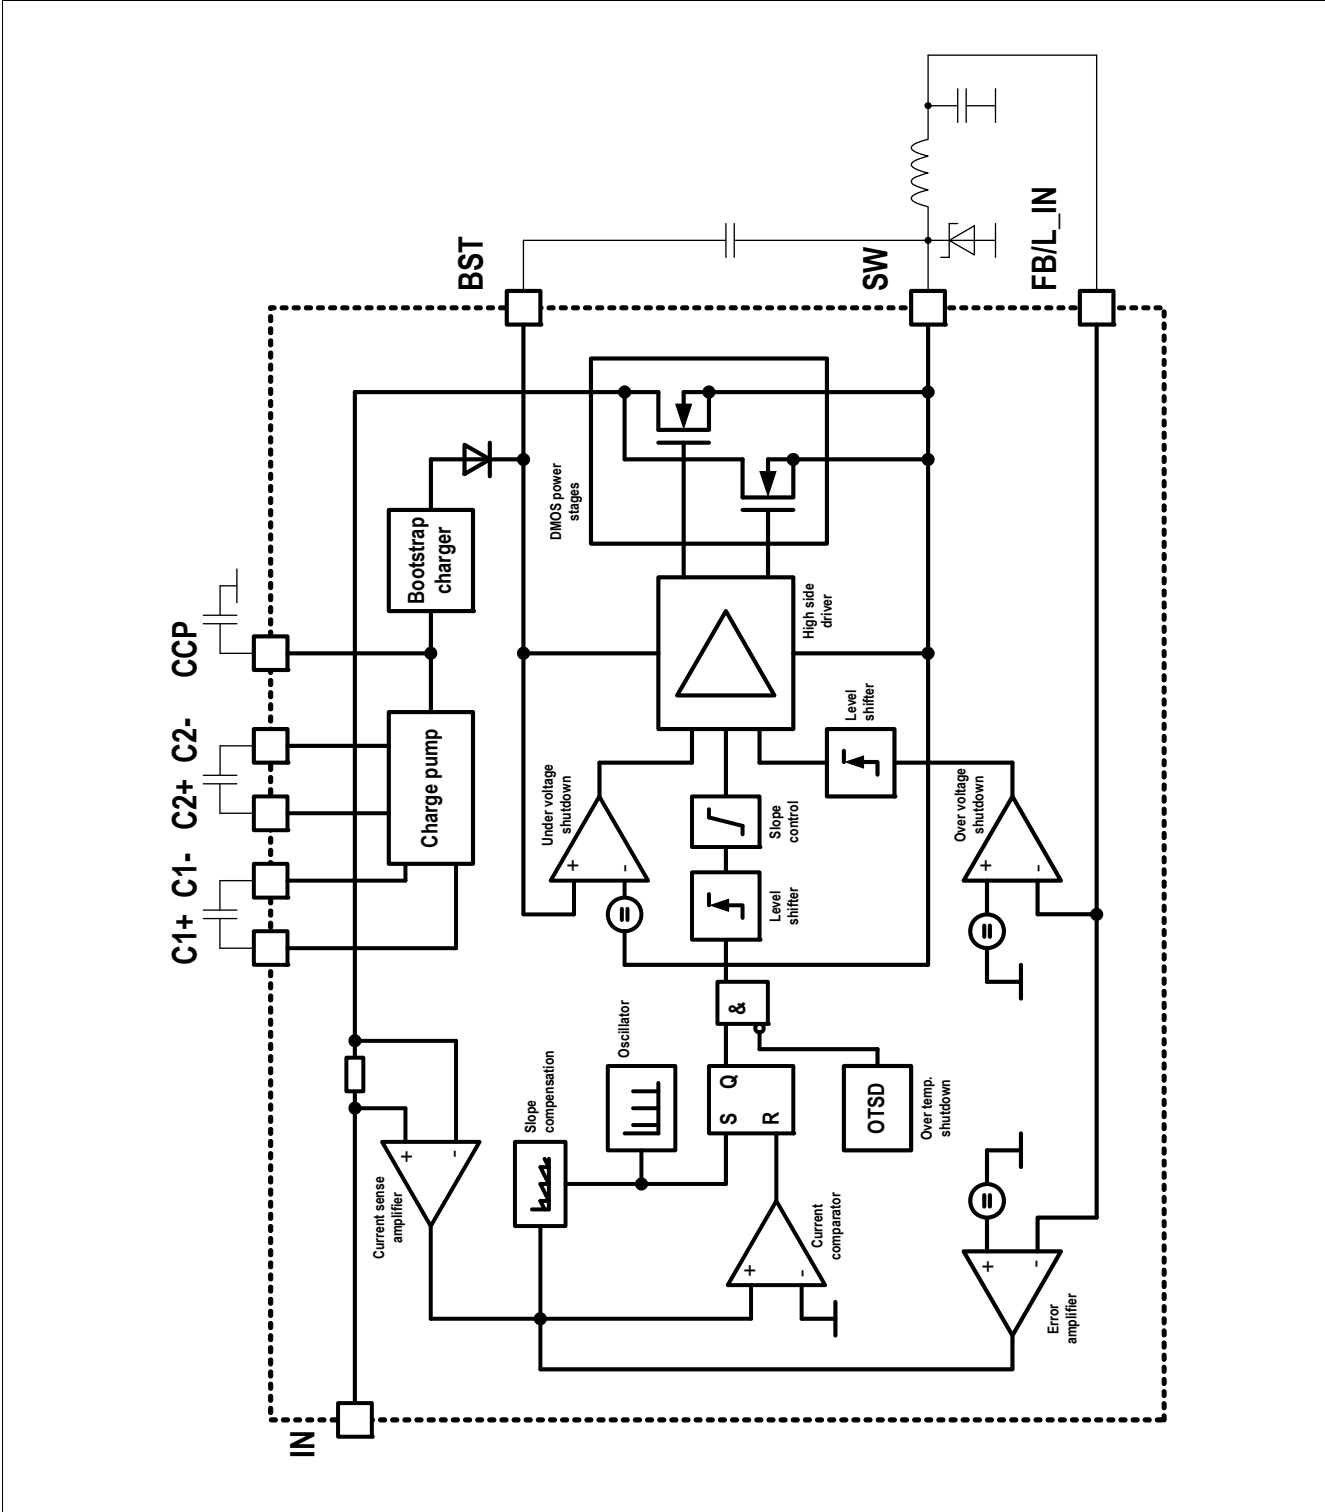 C1+
C1-
C2+
C2-
CCP
BST
SW
FB/L_IN
IN
Charge pump
Bootstrap
charger
DMOS power
stages
High side
driver
Under voltage
shutdown
+
-
Level
shifter
Slope
control
Level
shifter
Over voltage
shutdown
+
-
=
=
&
Oscillator
Slope
compensation
Current sense
amplifier
+
-
S
Q
R
OTSD
Over temp.
shutdown
Current
comparator
+
-
=
Error
amplifier
+
-